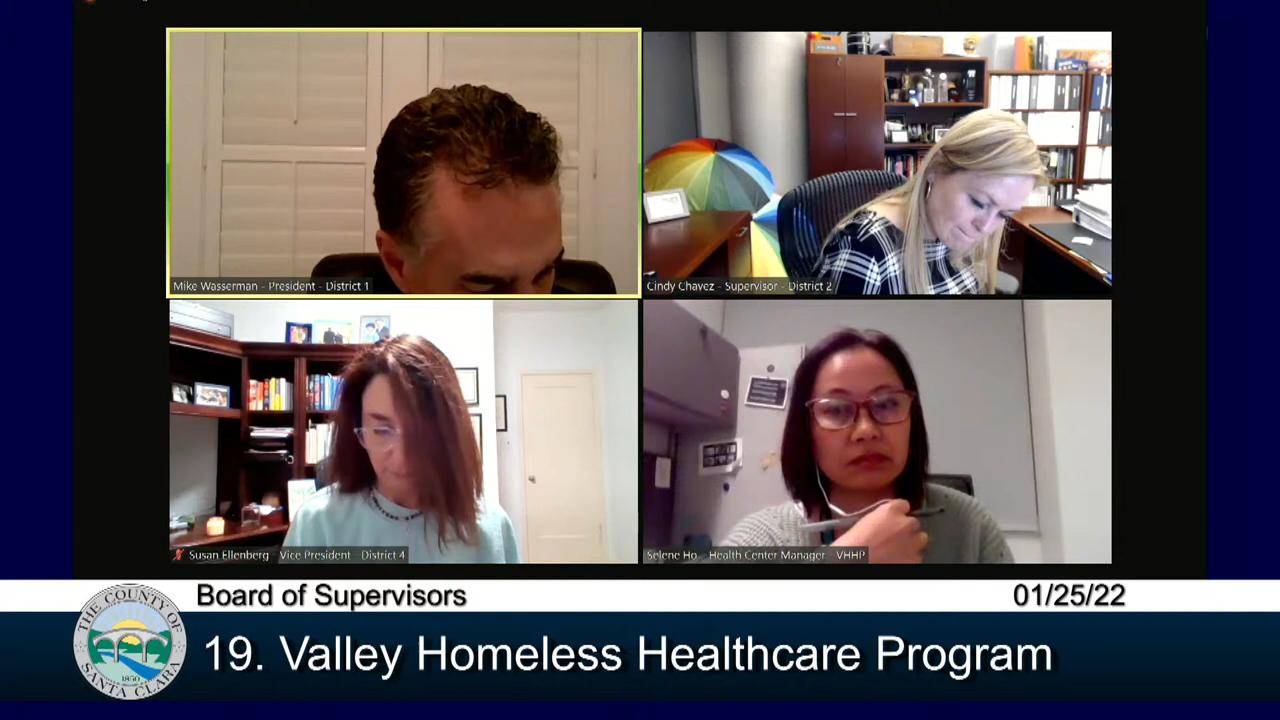 Mike Wasserman - President - District 1
Cindy Chavez - Supervisor - District 2
Susan Ellenberg - Vice President - District 4
Selene Ho - Health Center Manager - VHHP
Board of Supervisors
01/25/22
THE COUNTY OF
SANTA CLARA
1850
19. Valley Homeless Healthcare Program